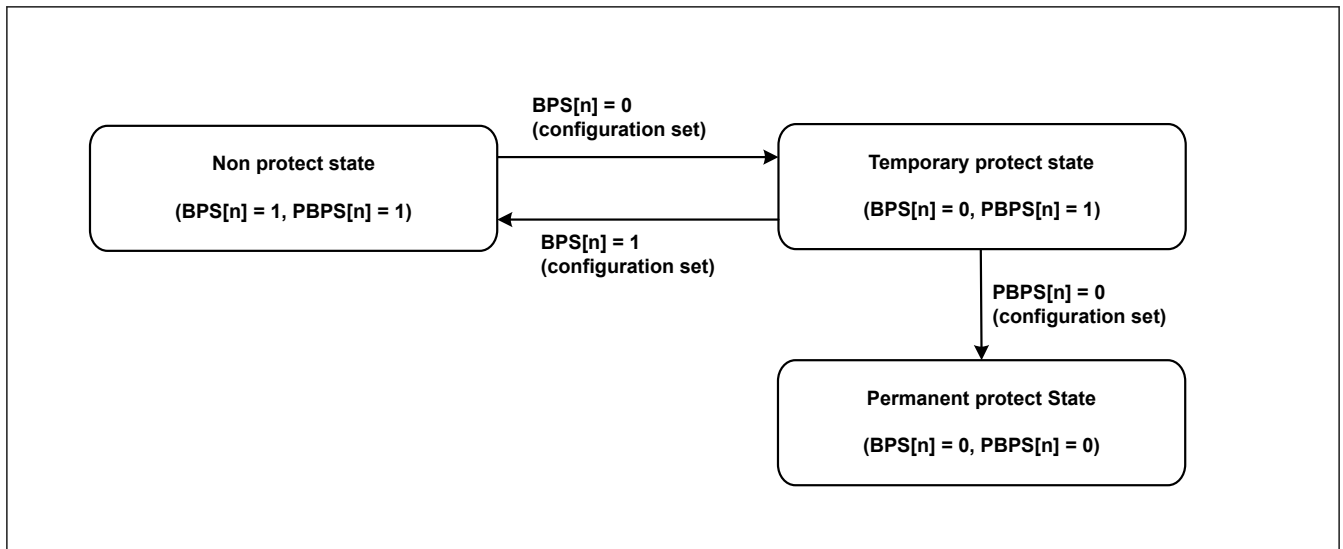 BPS[n] = 0
(configuration set)
Non protect state
(BPS[n] = 1, PBPS[n] = 1)
Temporary protect state
(BPS[n] = 0, PBPS[n] = 1)
BPS[n] = 1
(configuration set)
PBPS[n] = 0
(configuration set)
Permanent protect State
(BPS[n] = 0, PBPS[n] = 0)